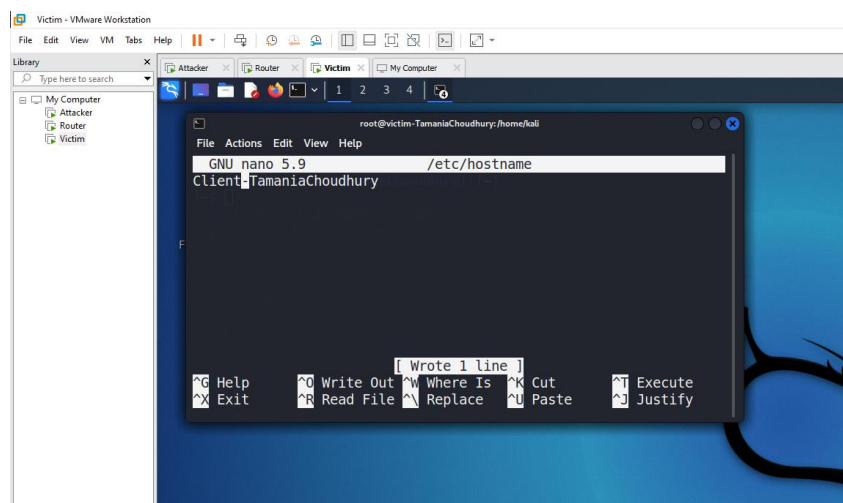 Victim - VMware Workstation
File Edit View VM Tabs Help
Library
Type here to search
My Computer
Attacker
Router
Victim
Attacker Router Victim My Computer
1 2 3 4
root@victim-TamaniaChoudhury: /home/kali
File Actions Edit View Help
GNU nano 5.9 /etc/hostname
Client-TamaniaChoudhury
F
[ Wrote 1 line ]
^G Help ^O Write Out ^W Where Is ^K Cut ^T Execute
^X Exit ^R Read File ^\ Replace ^U Paste ^J Justify